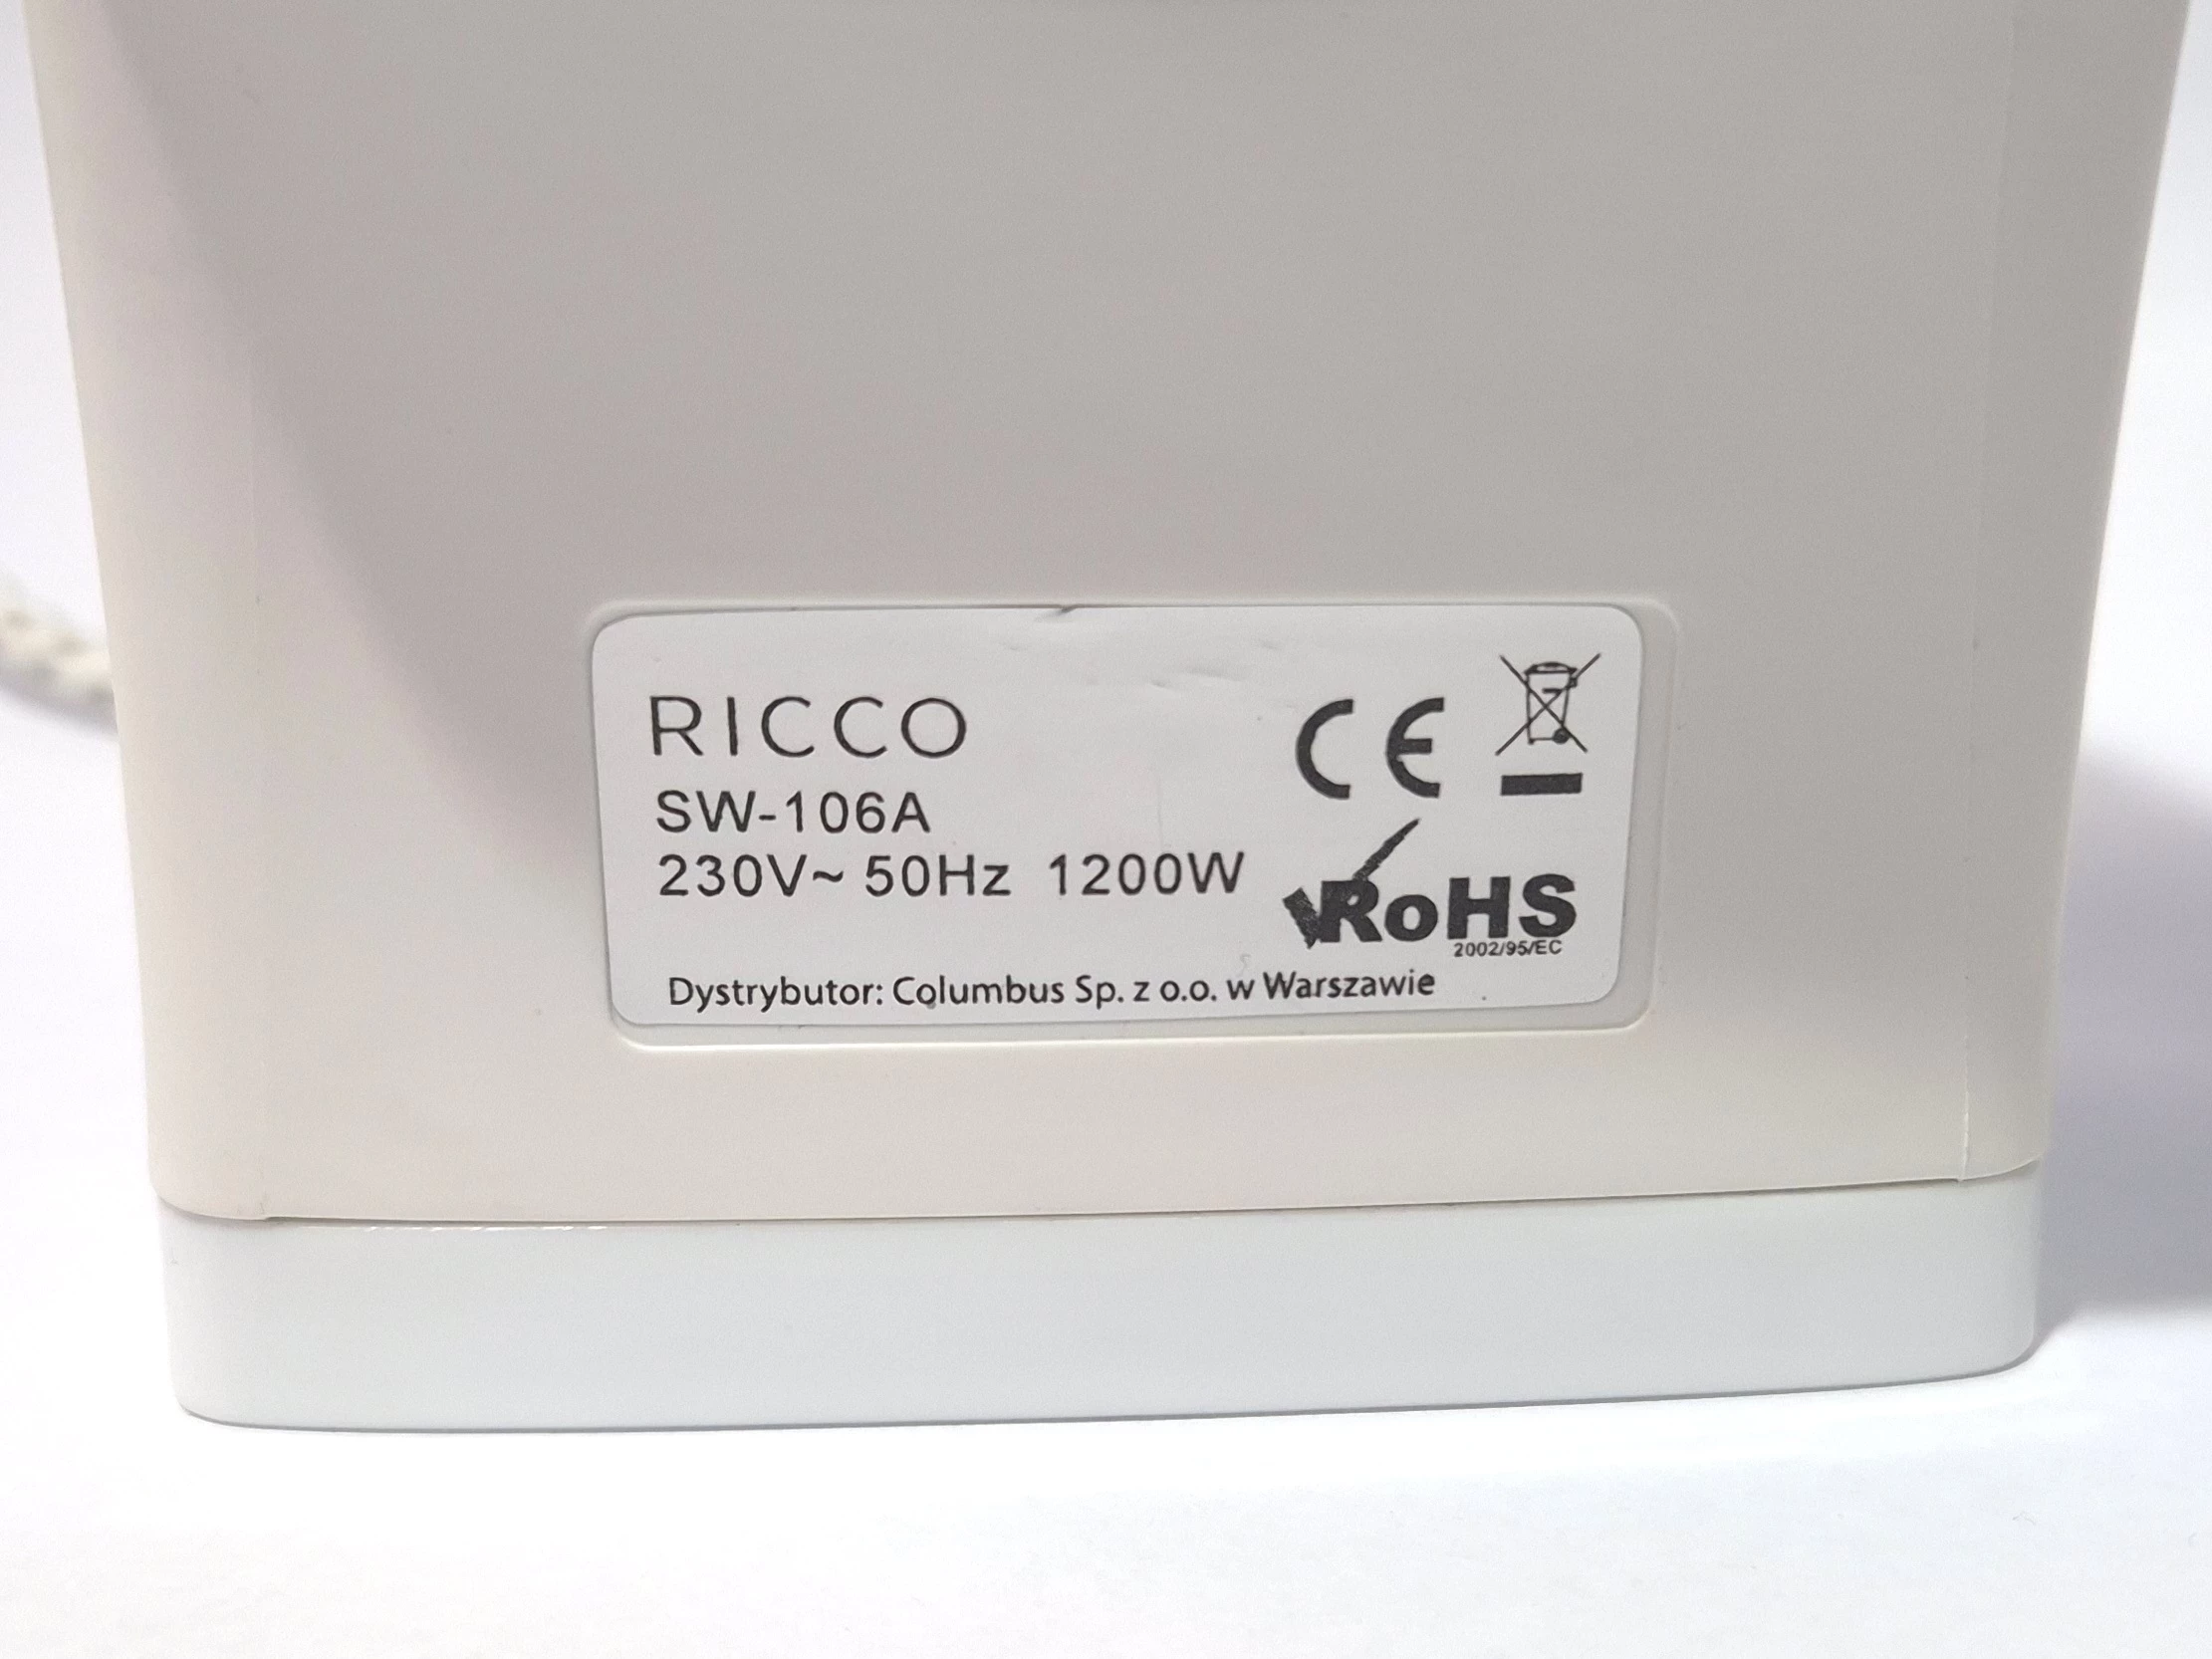 RICCO
CE
SW-106A
230V~ 50Hz 1200W
RoHS
2002/95/EC
Dystrybutor: Columbus Sp. z o.o. w Warszawie